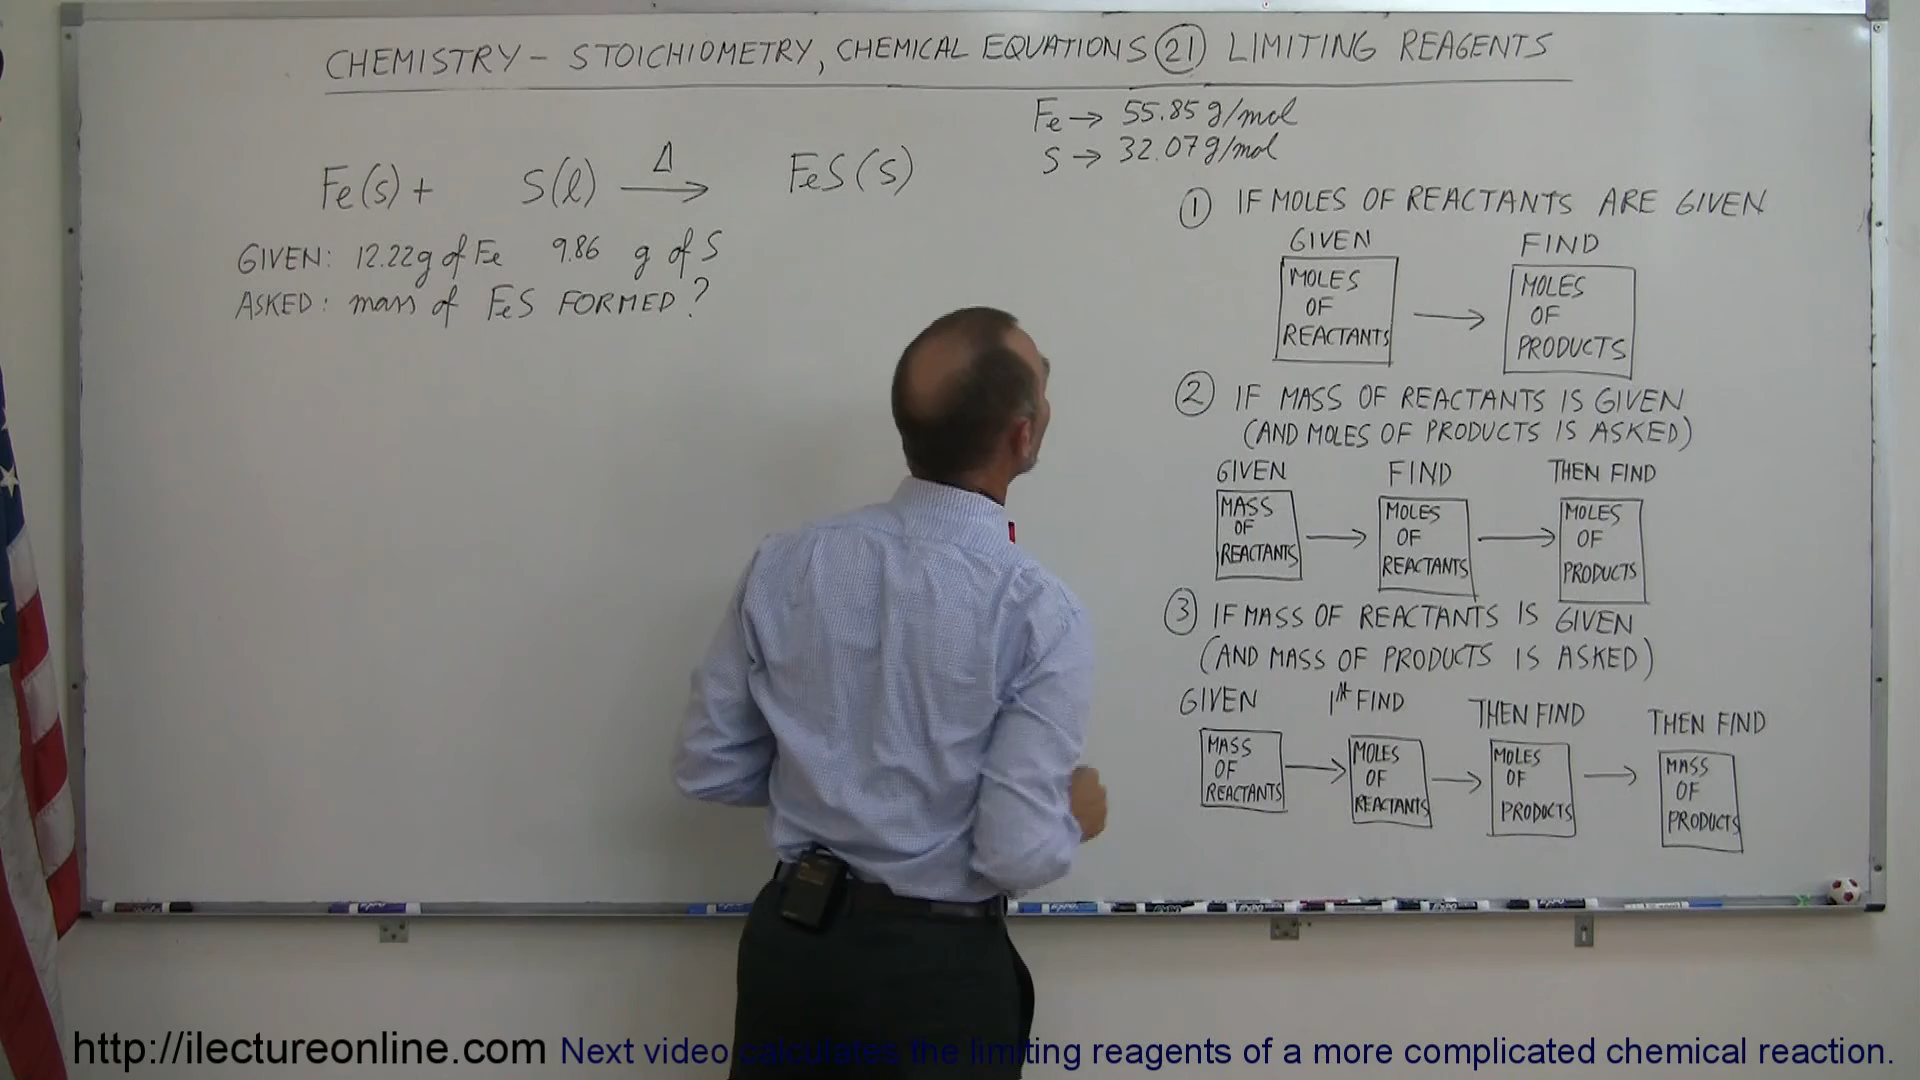 CHEMISTRY – STOICHIOMETRY, CHEMICAL EQUATIONS 21 LIMITING REAGENTS
Fe → 55.85 g/mol
S → 32.07 g/mol
Fe(s) + S(l) Δ → FeS(s)
GIVEN: 12.22g of Fe 9.86 g of S
ASKED: mass of FeS FORMED?
1 IF MOLES OF REACTANTS ARE GIVEN
GIVEN FIND
MOLES OF REACTANTS → MOLES OF PRODUCTS
2 IF MASS OF REACTANTS IS GIVEN
(AND MOLES OF PRODUCTS IS ASKED)
GIVEN FIND THEN FIND
MASS OF REACTANTS → MOLES OF REACTANTS → MOLES OF PRODUCTS
3 IF MASS OF REACTANTS IS GIVEN
(AND MASS OF PRODUCTS IS ASKED)
GIVEN 1st FIND THEN FIND THEN FIND
MASS OF REACTANTS → MOLES OF REACTANTS → MOLES OF PRODUCTS → MASS OF PRODUCTS
http://ilectureonline.com Next video calculates the limiting reagents of a more complicated chemical reaction.